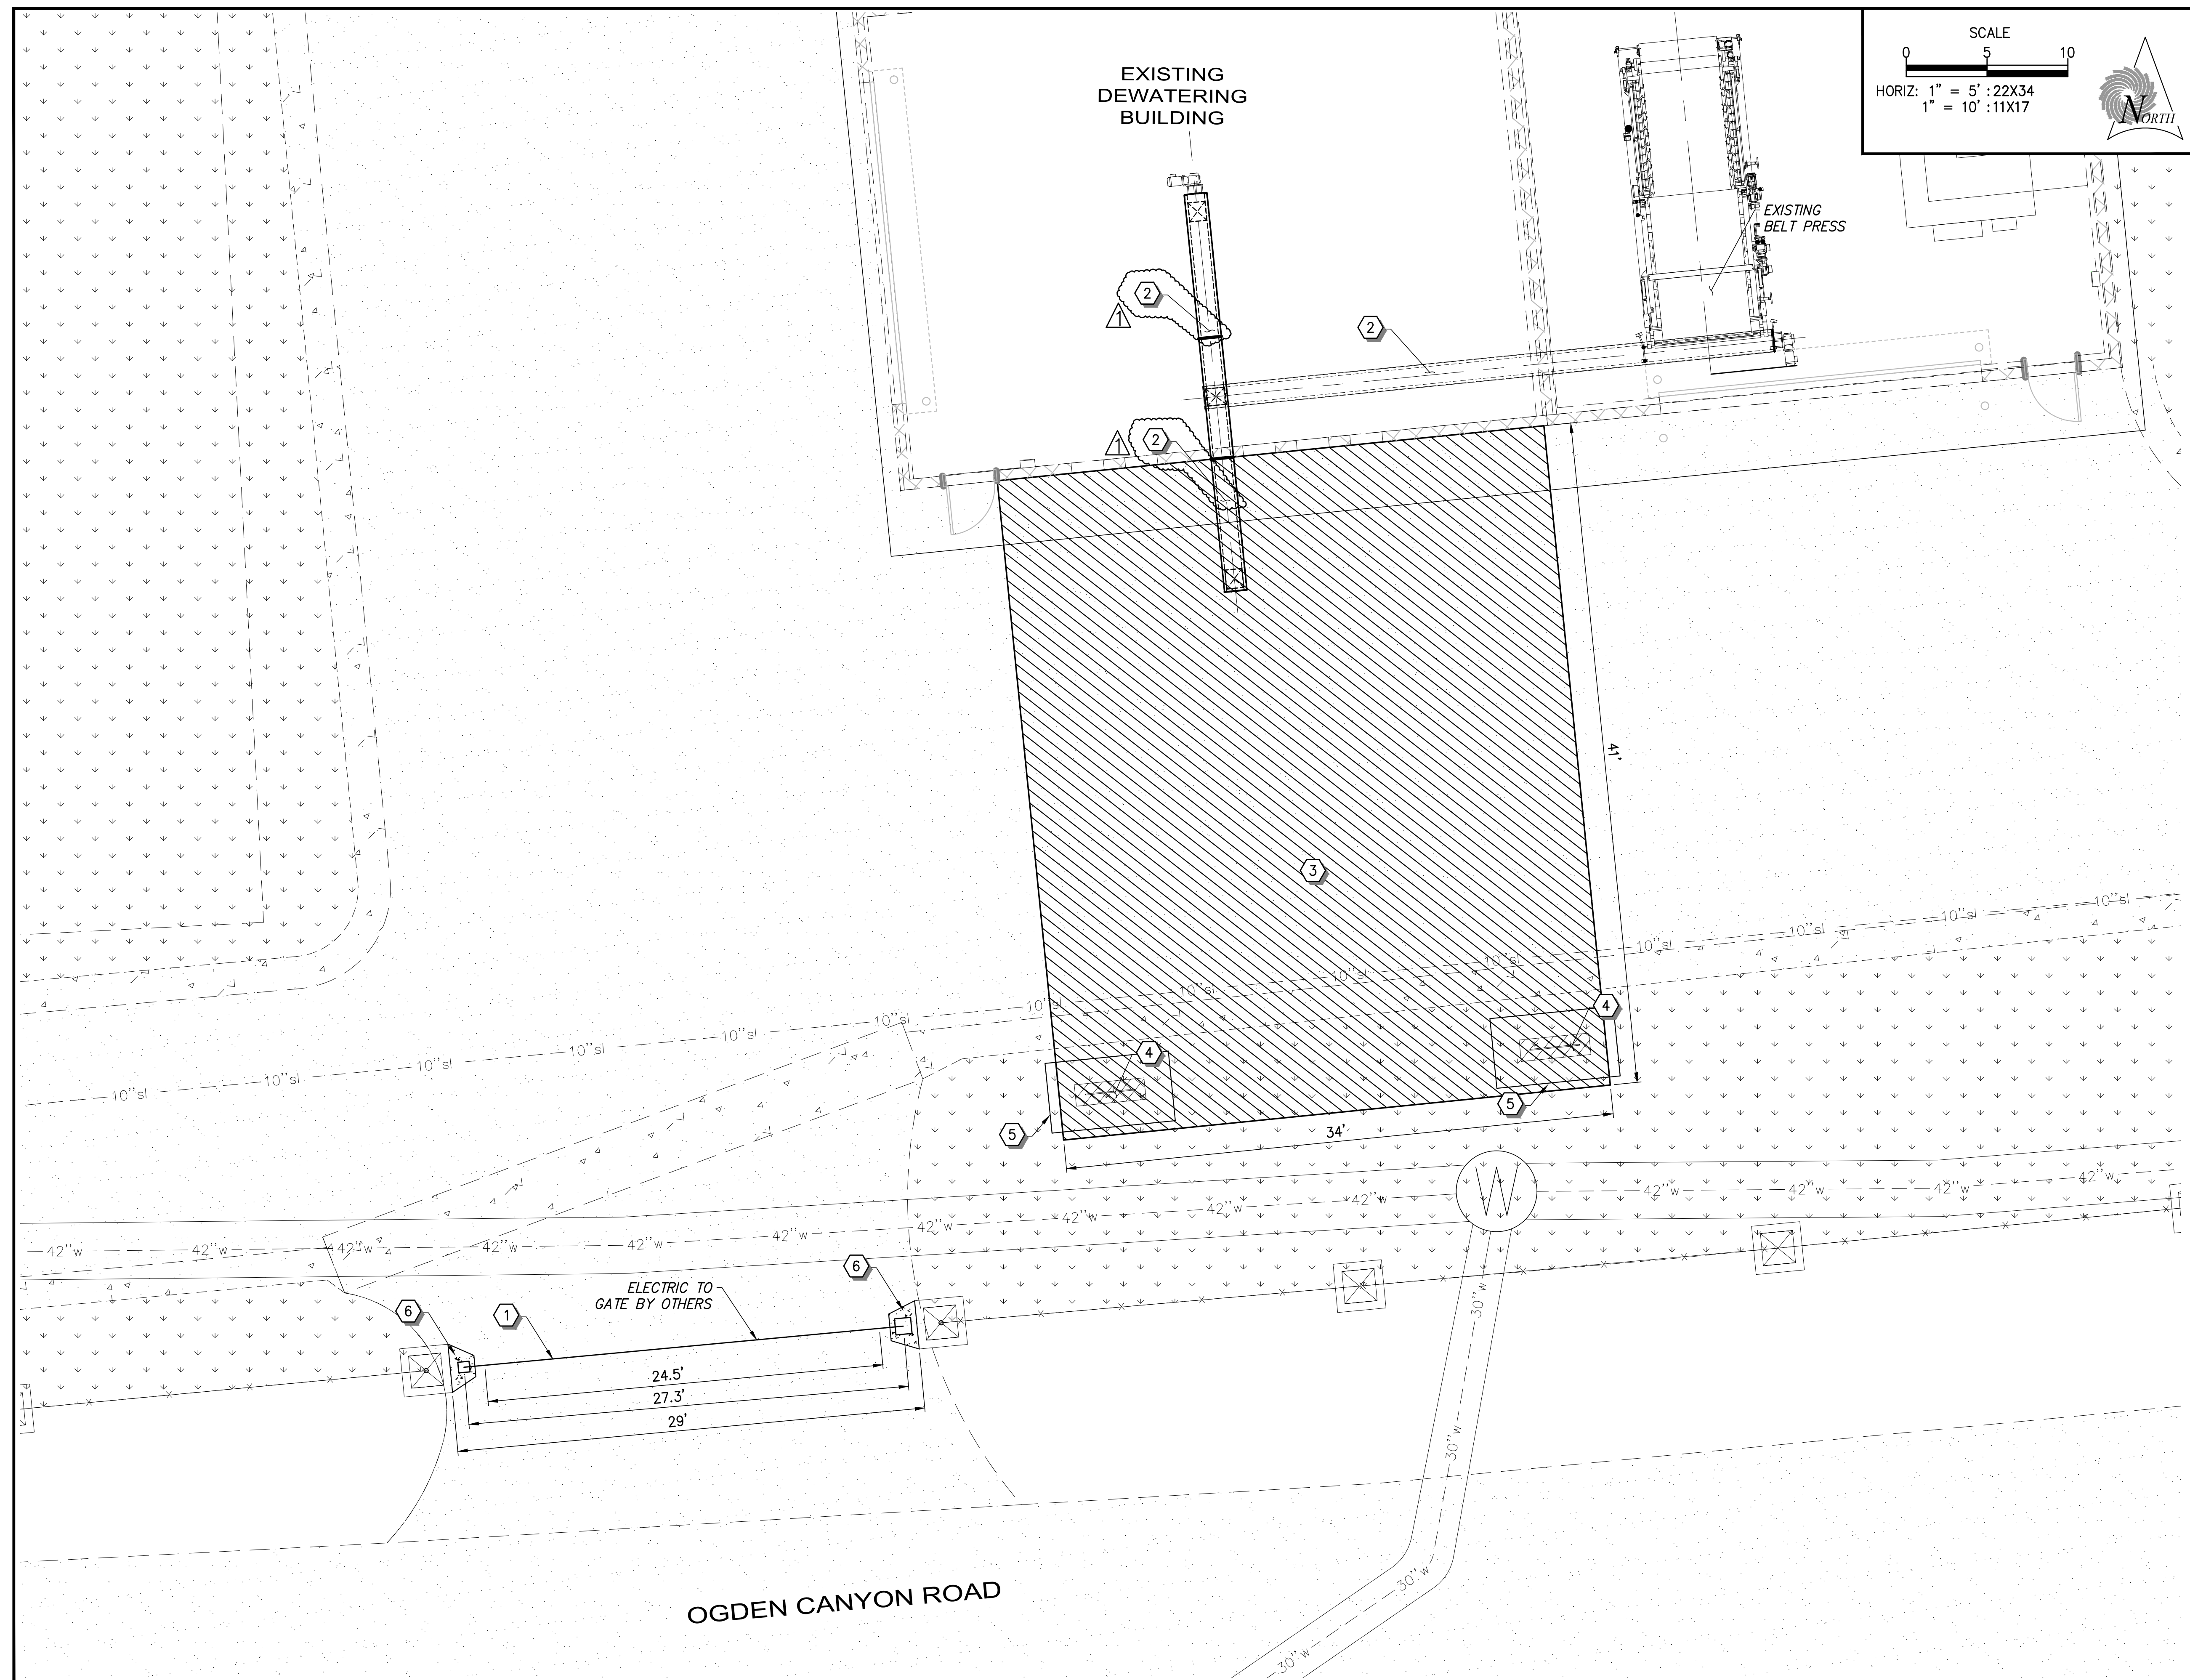 SCALE
0 5 10
HORIZ: 1" = 5' :22X34
1" = 10' :11X17
NORTH
EXISTING
DEWATERING
BUILDING
EXISTING
BELT PRESS
2
1
2
2
1
41'
3
10"sl 10"sl 10"sl 10"sl 10"sl 10"sl 10"sl 10"sl 10"sl 10"sl 10"sl 10"sl 10"sl 10"sl
4
4
5
5
34'
W
42"w 42"w 42"w 42"w 42"w 42"w 42"w 42"w 42"w 42"w 42"w 42"w 42"w 42"w
6
ELECTRIC TO
GATE BY OTHERS
6
1
24.5'
27.3'
29'
30"w
30"w
30"w
30"w
OGDEN CANYON ROAD